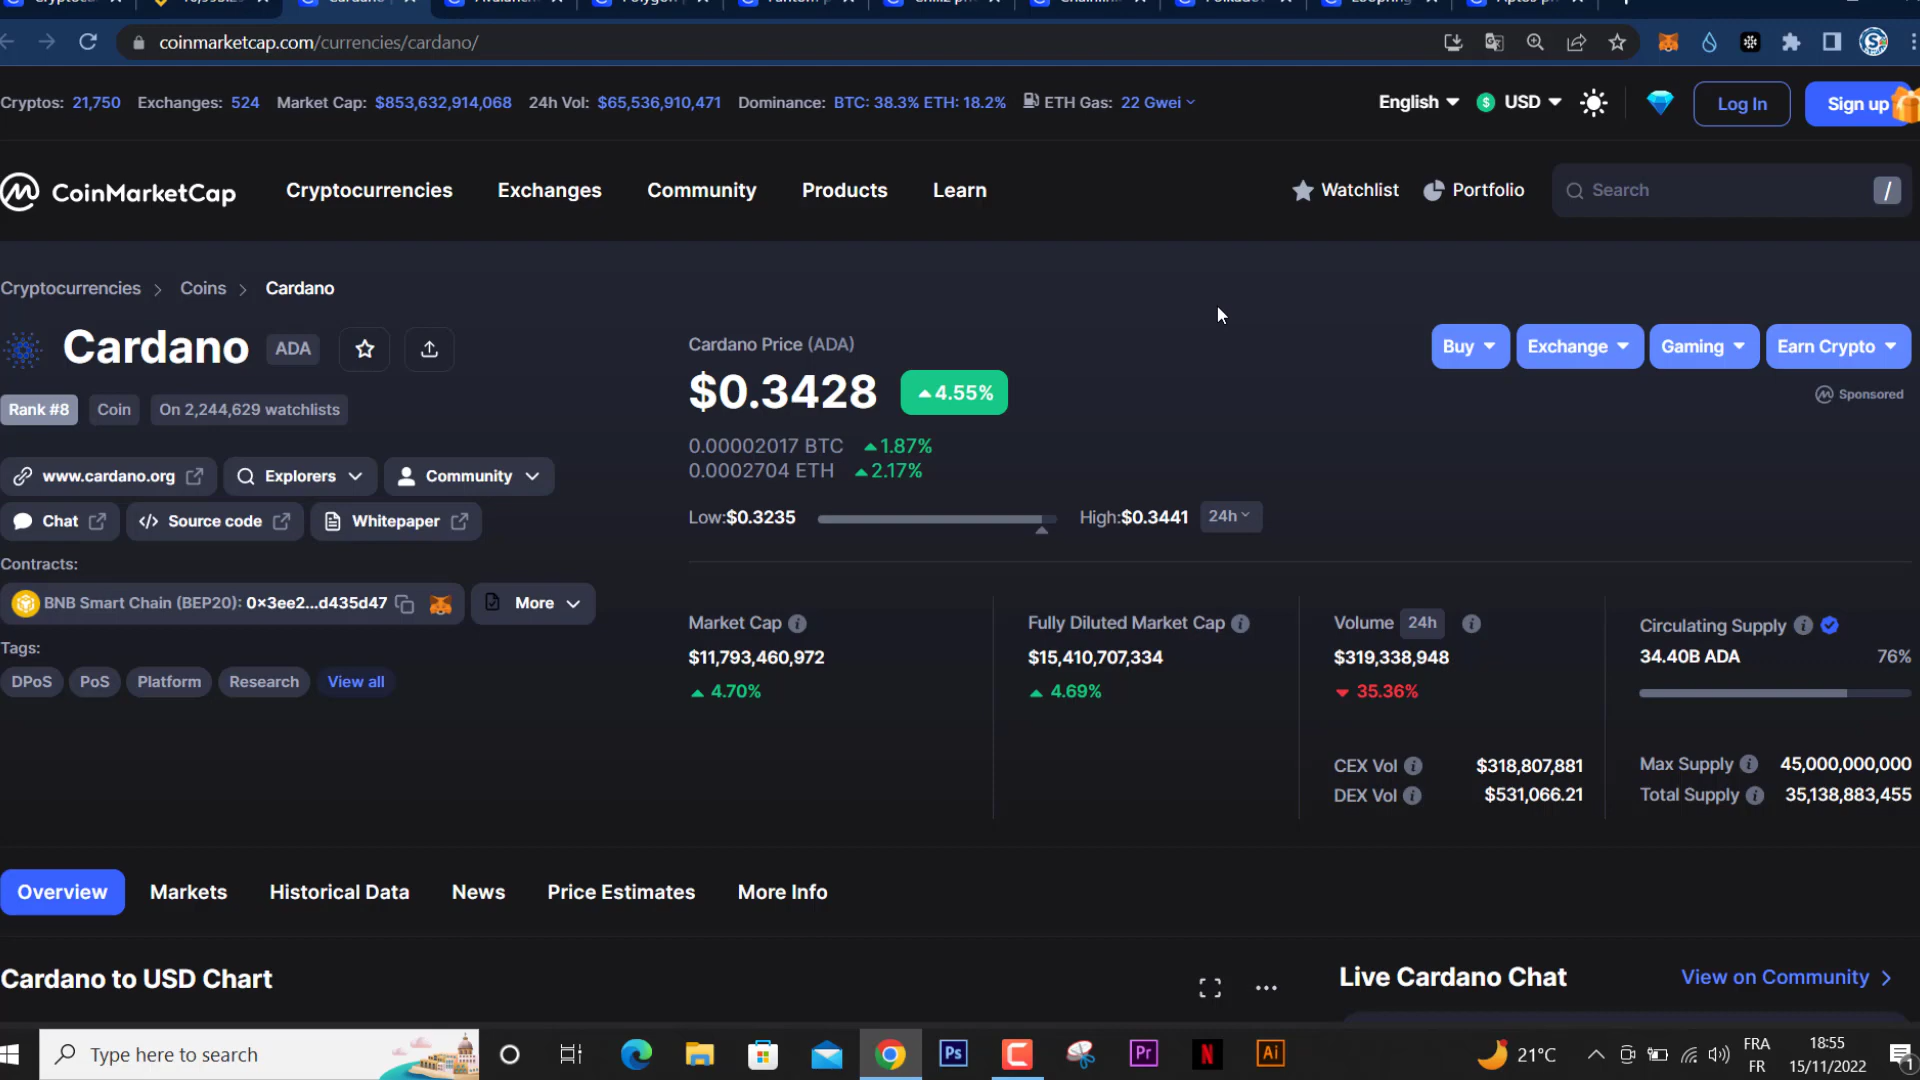 Cardano
coinmarketcap.com/currencies/cardano/
Cryptos: 21,750 Exchanges: 524 Market Cap: $853,632,914,068 24h Vol: $65,536,910,471 Dominance: BTC: 38.3% ETH: 18.2% ETH Gas: 22 Gwei
English USD Log In Sign up
CoinMarketCap Cryptocurrencies Exchanges Community Products Learn Watchlist Portfolio Search /
Cryptocurrencies > Coins > Cardano
Cardano ADA
Rank #8 Coin On 2,244,629 watchlists
www.cardano.org Explorers Community
Chat Source code Whitepaper
Contracts:
BNB Smart Chain (BEP20): 0x3ee2...d435d47 More
Tags:
DPoS PoS Platform Research View all
Cardano Price (ADA)
$0.3428 4.55%
0.00002017 BTC 1.87%
0.0002704 ETH 2.17%
Low:$0.3235 High:$0.3441 24h
Buy Exchange Gaming Earn Crypto
Sponsored
Market Cap
$11,793,460,972
4.70%
Fully Diluted Market Cap
$15,410,707,334
4.69%
Volume 24h
$319,338,948
35.36%
CEX Vol $318,807,881
DEX Vol $531,066.21
Circulating Supply
34.40B ADA 76%
Max Supply 45,000,000,000
Total Supply 35,138,883,455
Overview Markets Historical Data News Price Estimates More Info
Cardano to USD Chart
Live Cardano Chat View on Community
Type here to search
Ps Pr N Ai
21°C
FRA
FR
18:55
15/11/2022
1